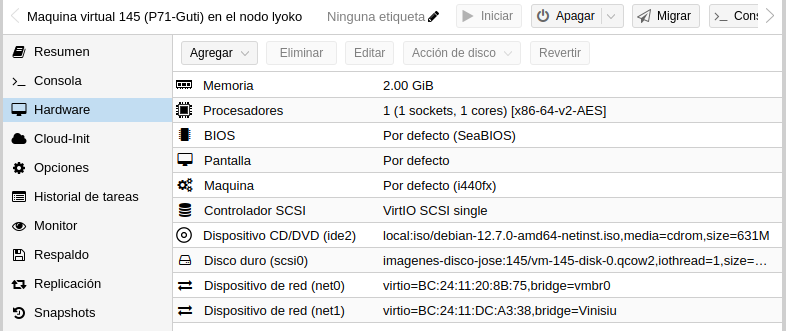 Maquina virtual 145 (P71-Guti) en el nodo lyoko Ninguna etiqueta Iniciar Apagar Migrar Cons
Resumen
Consola
Hardware
Cloud-Init
Opciones
Historial de tareas
Monitor
Respaldo
Replicación
Snapshots
Agregar Eliminar Editar Acción de disco Revertir
Memoria 2.00 GiB
Procesadores 1 (1 sockets, 1 cores) [x86-64-v2-AES]
BIOS Por defecto (SeaBIOS)
Pantalla Por defecto
Maquina Por defecto (i440fx)
Controlador SCSI VirtIO SCSI single
Dispositivo CD/DVD (ide2) local:iso/debian-12.7.0-amd64-netinst.iso,media=cdrom,size=631M
Disco duro (scsi0) imagenes-disco-jose:145/vm-145-disk-0.qcow2,iothread=1,size=…
Dispositivo de red (net0) virtio=BC:24:11:20:8B:75,bridge=vmbr0
Dispositivo de red (net1) virtio=BC:24:11:DC:A3:38,bridge=Vinisiu